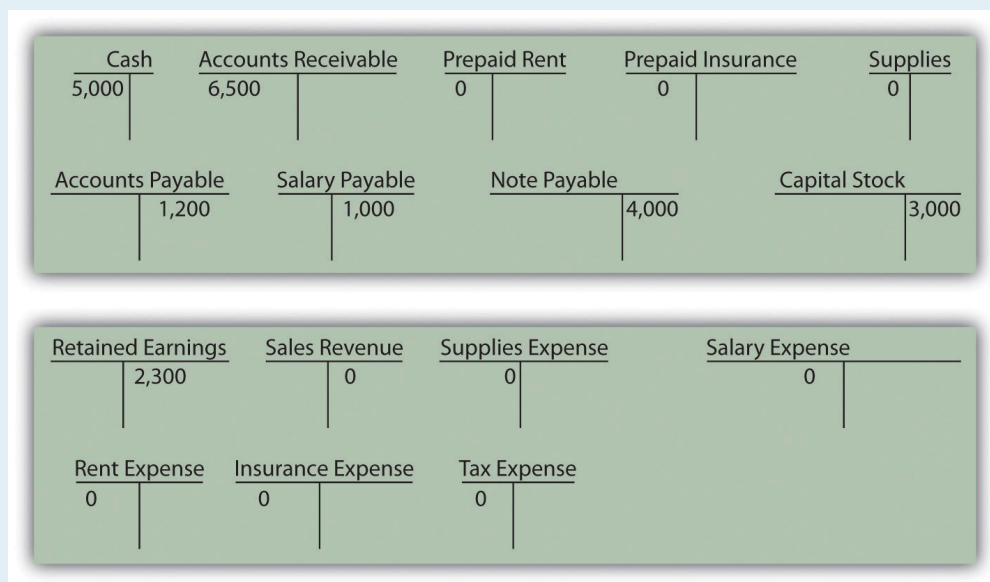 Cash Accounts Receivable Prepaid Rent Prepaid Insurance Supplies
5,000 6,500 0 0 0
Accounts Payable Salary Payable Note Payable Capital Stock
1,200 1,000 4,000 3,000
Retained Earnings Sales Revenue Supplies Expense Salary Expense
2,300 0 0 0
Rent Expense Insurance Expense Tax Expense
0 0 0